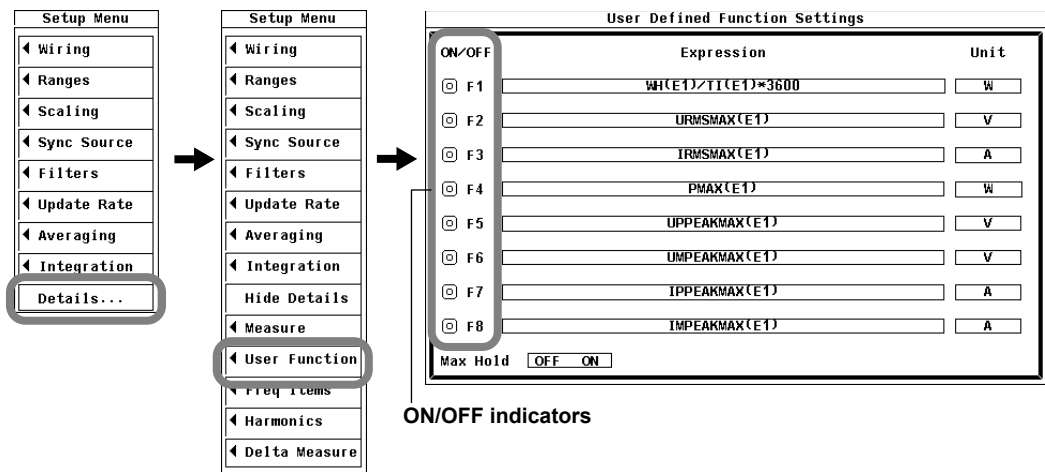 Setup Menu
Wiring
Ranges
Scaling
Sync Source
Filters
Update Rate
Averaging
Integration
Details...
Setup Menu
Wiring
Ranges
Scaling
Sync Source
Filters
Update Rate
Averaging
Integration
Hide Details
Measure
User Function
Freq Items
Harmonics
Delta Measure
User Defined Function Settings
ON/OFF Expression Unit
F1 WH(E1)/TI(E1)*3600 W
F2 URMSMAX(E1) V
F3 IRMSMAX(E1) A
F4 PMAX(E1) W
F5 UPPEAKMAX(E1) V
F6 UMPEAKMAX(E1) V
F7 IPPEAKMAX(E1) A
F8 IMPEAKMAX(E1) A
Max Hold OFF ON
ON/OFF indicators